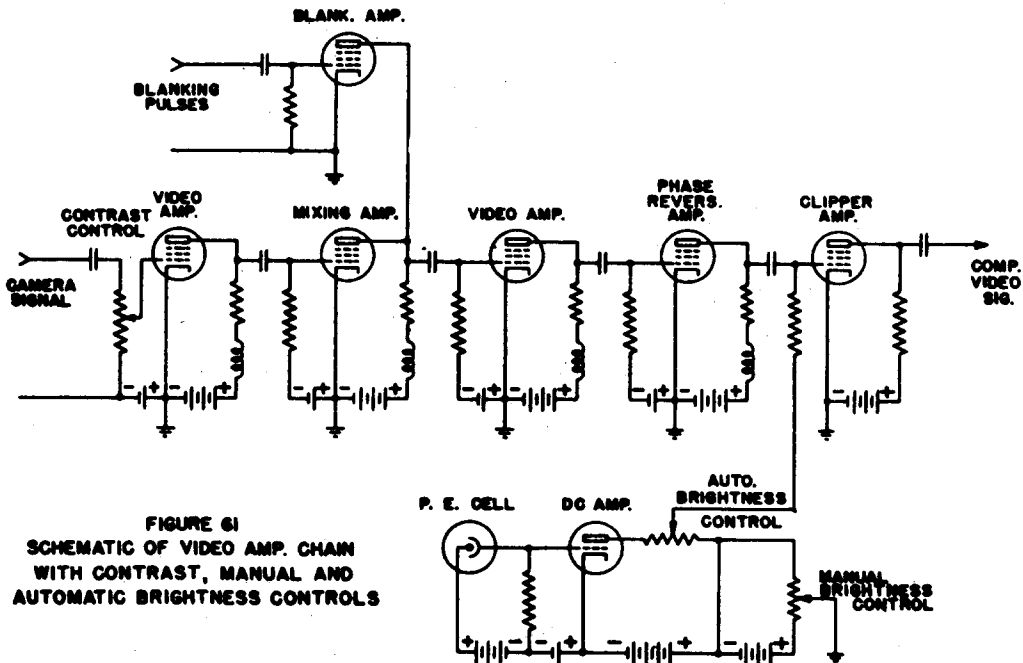 BLANK. AMP.
BLANKING
PULSES
CONTRAST
CONTROL
VIDEO
AMP.
MIXING AMP.
VIDEO AMP.
PHASE
REVERS.
AMP.
CLIPPER
AMP.
CAMERA
SIGNAL
COMP.
VIDEO
SIG.
- + - +
- + - +
- + - +
- + - +
- +
P. E. CELL
DC AMP.
AUTO.
BRIGHTNESS
CONTROL
MANUAL
BRIGHTNESS
CONTROL
+ - - + - + - +
FIGURE 61
SCHEMATIC OF VIDEO AMP. CHAIN
WITH CONTRAST, MANUAL AND
AUTOMATIC BRIGHTNESS CONTROLS